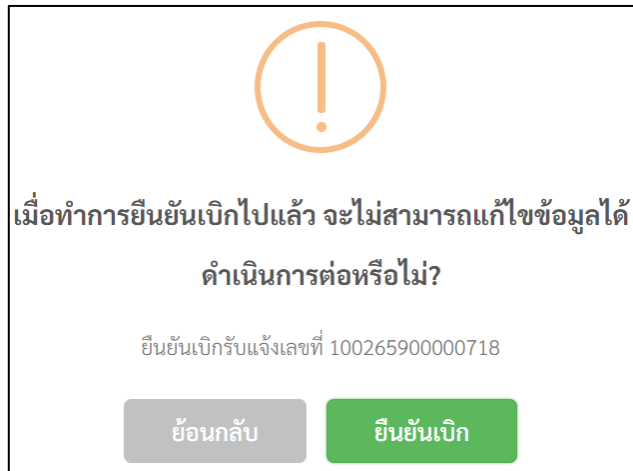 เมื่อทำการยืนยันเบิกไปแล้ว จะไม่สามารถแก้ไขข้อมูลได้
ดำเนินการต่อหรือไม่?
ยืนยันเบิกรับแจ้งเลขที่ 100265900000718
ย้อนกลับ
ยืนยันเบิก